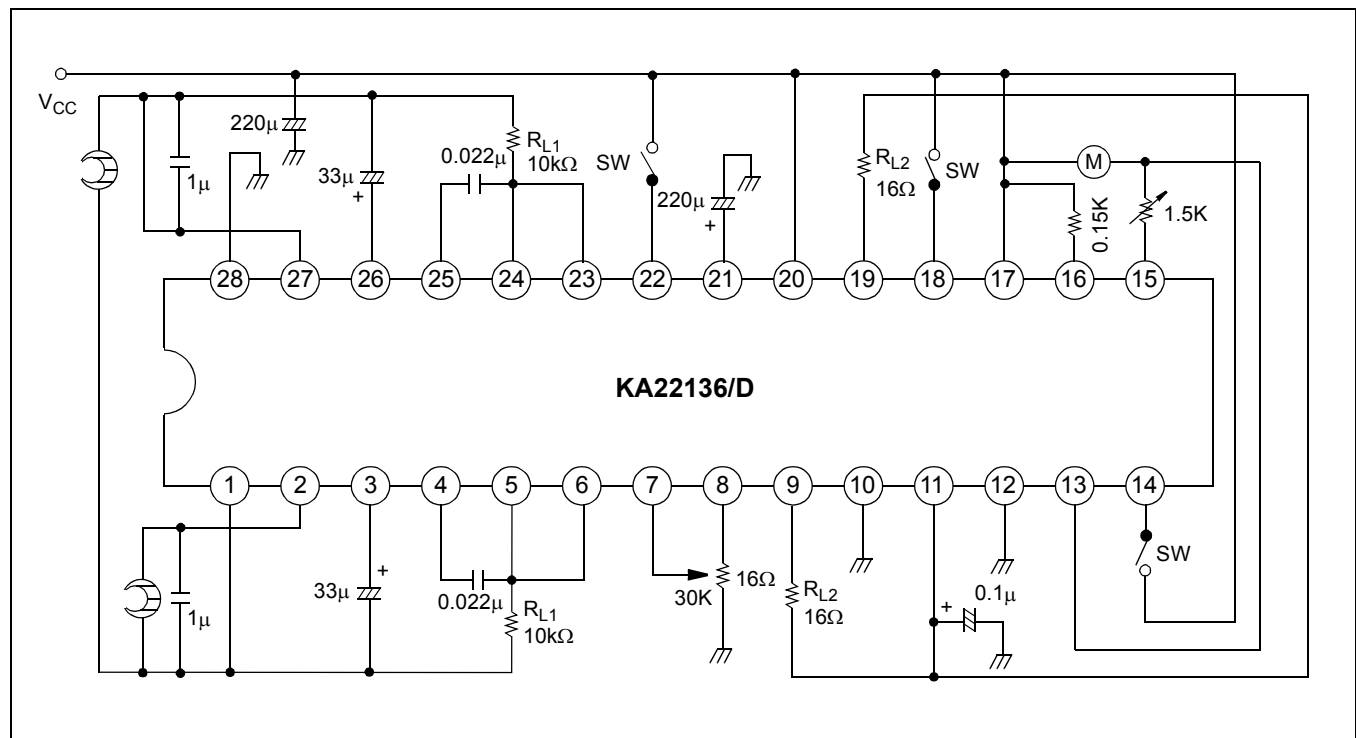 VCC
220µ
1µ
33µ
+
0.022µ
RL1
10kΩ
SW
220µ
+
RL2
16Ω
SW
M
0.15K
1.5K
28
27
26
25
24
23
22
21
20
19
18
17
16
15
KA22136/D
1
2
3
4
5
6
7
8
9
10
11
12
13
14
1µ
33µ
+
0.022µ
RL1
10kΩ
30K
16Ω
RL2
16Ω
+
0.1µ
SW